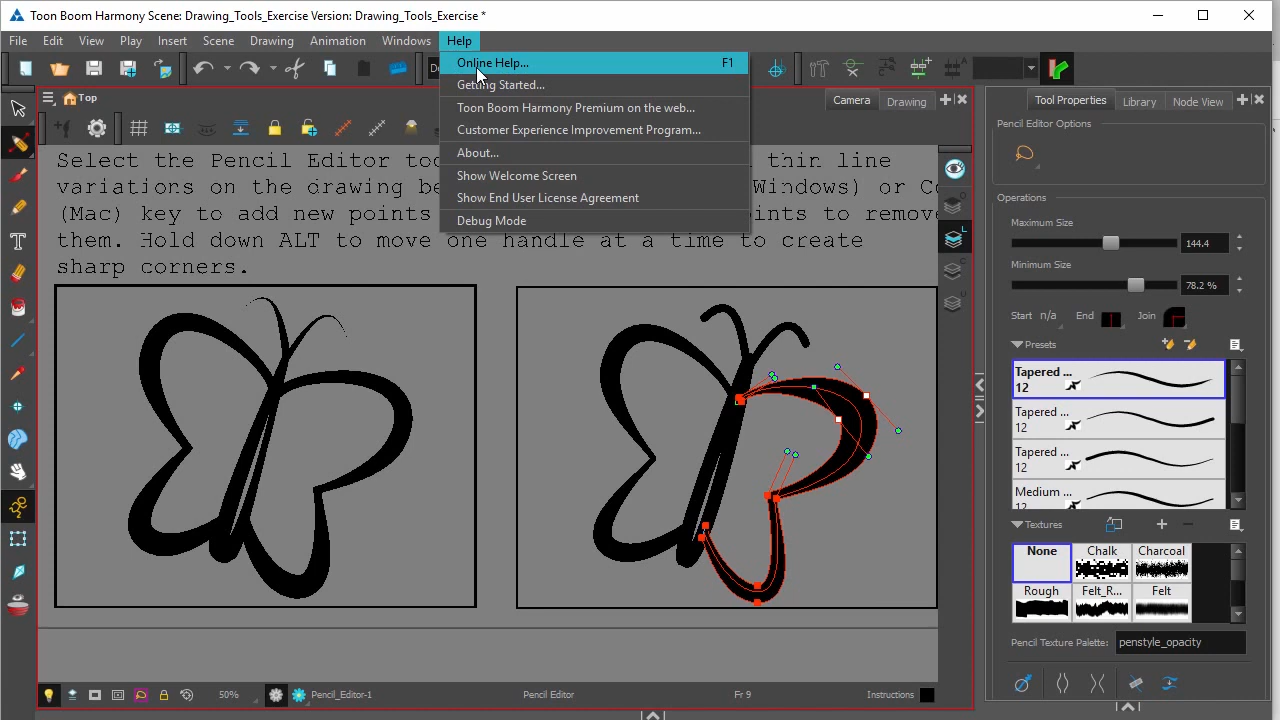 Toon Boom Harmony Scene: Drawing_Tools_Exercise Version: Drawing_Tools_Exercise *
File Edit View Play Insert Scene Drawing Animation Windows Help
Online Help... F1
Getting Started...
Toon Boom Harmony Premium on the web...
Customer Experience Improvement Program...
About...
Show Welcome Screen
Show End User License Agreement
Debug Mode
Top
Camera Drawing
Select the Pencil Editor thin line
variations on the drawing Windows) or
(Mac) key to add new points to remov
them. Hold down ALT to move one handle at a time to create
sharp corners.
Tool Properties Library Node View
Pencil Editor Options
Operations
Maximum Size
144.4
Minimum Size
78.2 %
Start n/a End Join
Presets
Tapered ...
12
Tapered ...
12
Tapered ...
12
Medium ...
12
Textures
None Chalk Charcoal
Rough Felt_R... Felt
Pencil Texture Palette: penstyle_opacity
50% Pencil_Editor-1 Pencil Editor Fr 9 Instructions